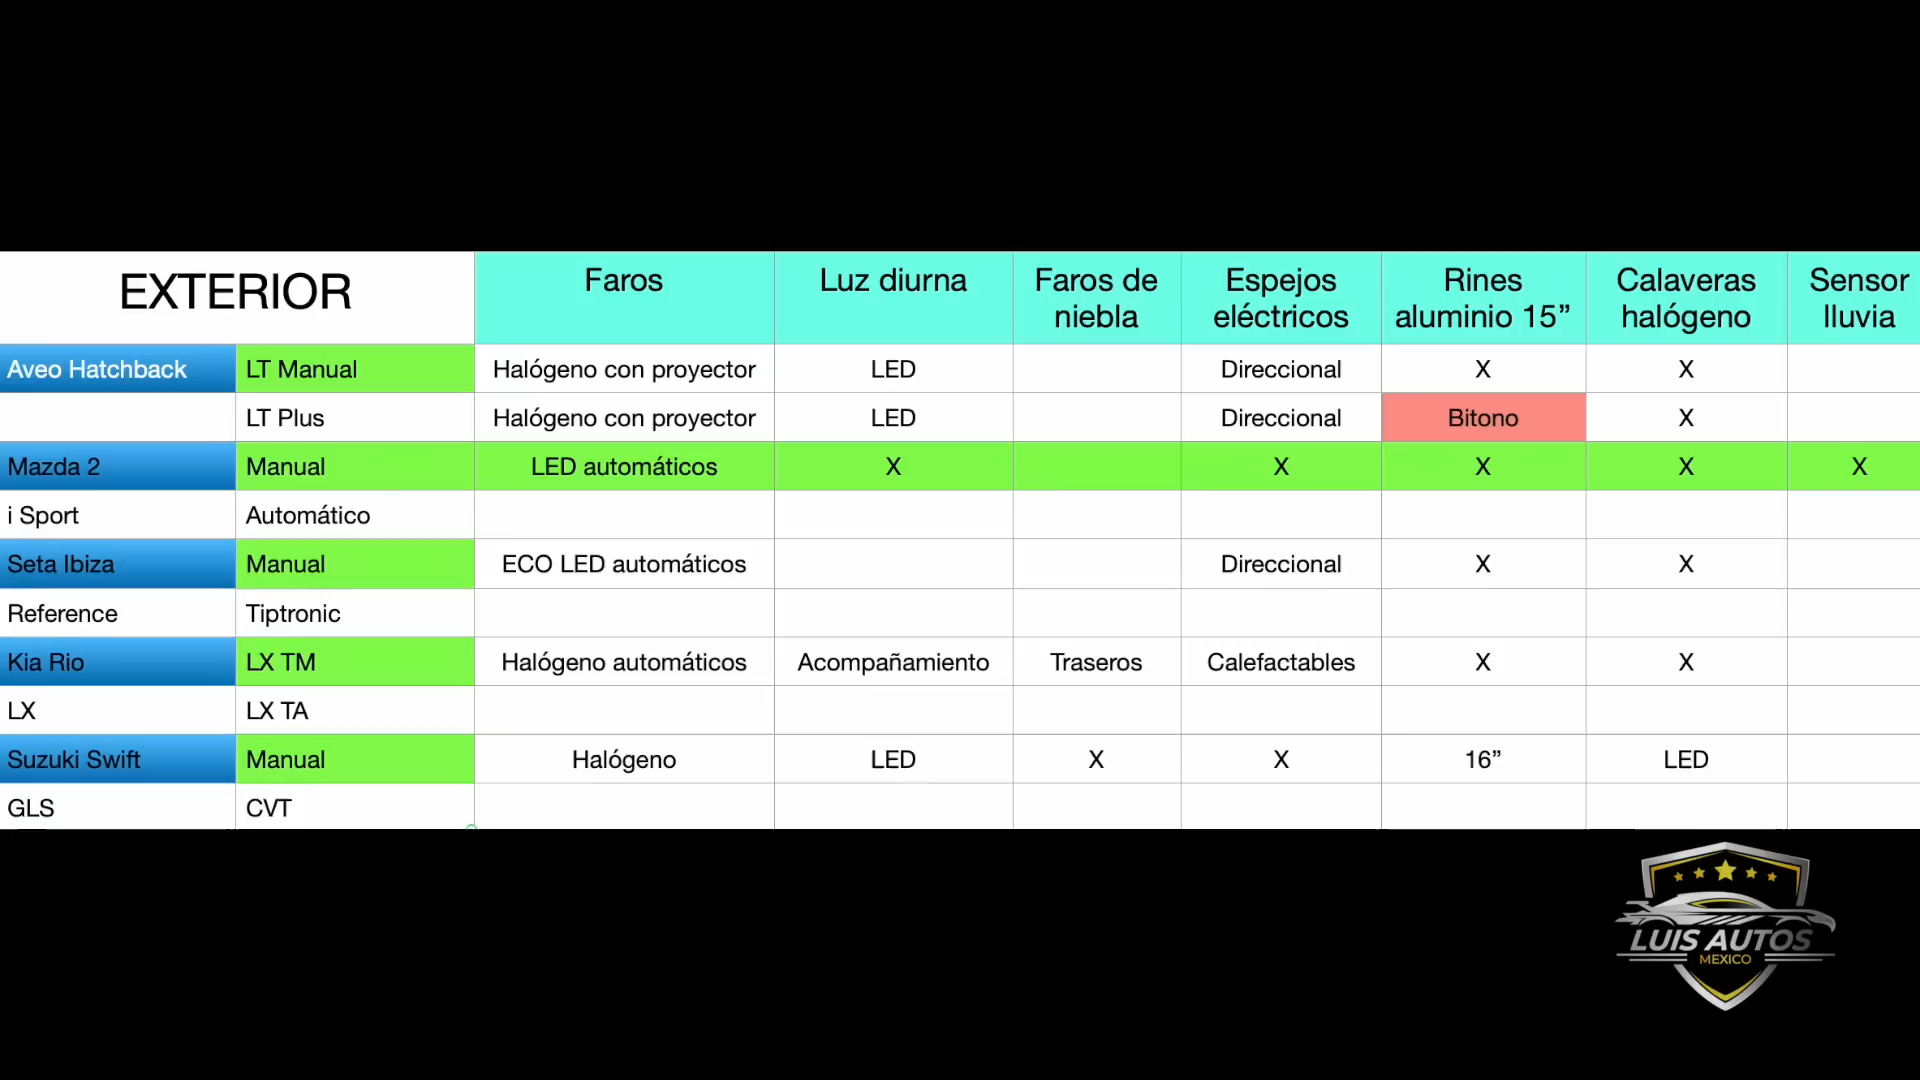 EXTERIOR Faros Luz diurna Faros de niebla Espejos eléctricos Rines aluminio 15” Calaveras halógeno Sensor lluvia
Aveo Hatchback LT Manual Halógeno con proyector LED Direccional X X
LT Plus Halógeno con proyector LED Direccional Bitono X
Mazda 2 Manual LED automáticos X X X X X
i Sport Automático
Seta Ibiza Manual ECO LED automáticos Direccional X X
Reference Tiptronic
Kia Rio LX TM Halógeno automáticos Acompañamiento Traseros Calefactables X X
LX LX TA
Suzuki Swift Manual Halógeno LED X X 16” LED
GLS CVT
LUIS AUTOS
MEXICO